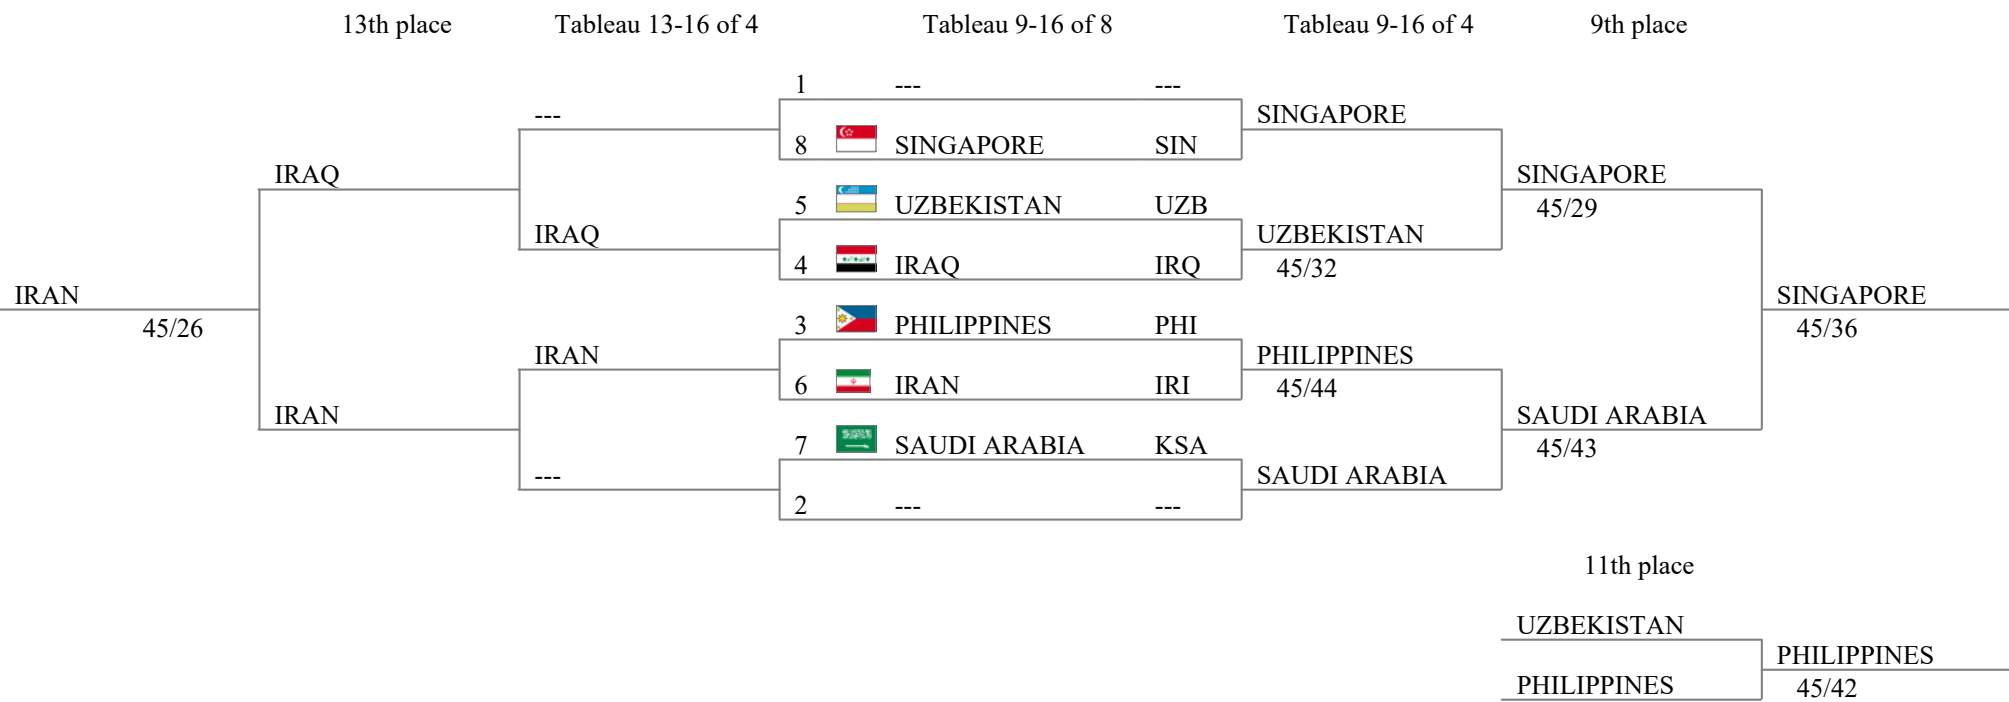 13th place Tableau 13-16 of 4 Tableau 9-16 of 8 Tableau 9-16 of 4 9th place
1 --- ---
--- SINGAPORE
8 SINGAPORE SIN
IRAQ SINGAPORE
5 UZBEKISTAN UZB 45/29
IRAQ UZBEKISTAN
4 IRAQ IRQ 45/32
IRAN SINGAPORE
45/26 3 PHILIPPINES PHI 45/36
IRAN PHILIPPINES
6 IRAN IRI 45/44
IRAN SAUDI ARABIA
7 SAUDI ARABIA KSA 45/43
--- SAUDI ARABIA
2 --- ---
11th place
UZBEKISTAN
PHILIPPINES
PHILIPPINES 45/42